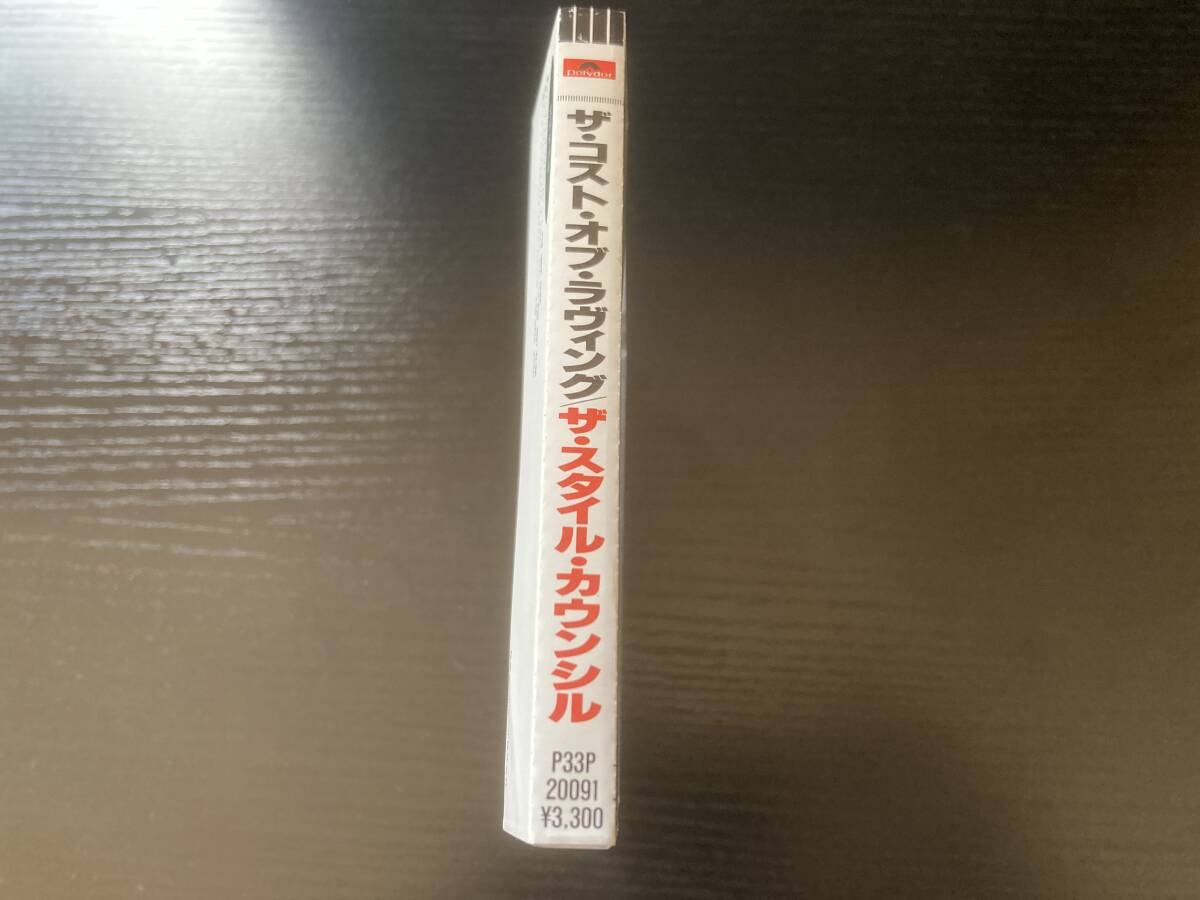 polydor
ザ・コスト・オブ・ラヴィング/ザ・スタイル・カウンシル
P33P
20091
¥3,300